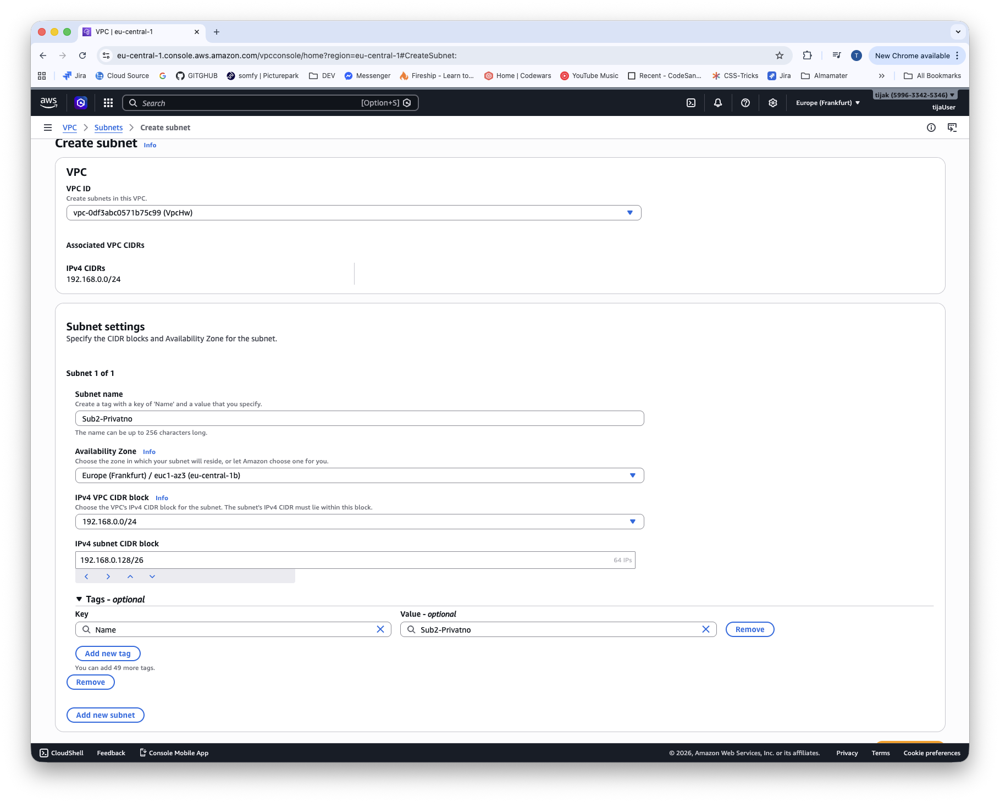 VPC | eu-central-1
eu-central-1.console.aws.amazon.com/vpcconsole/home?region=eu-central-1#CreateSubnet:
T
New Chrome available
Jira
Cloud Source
GITGHUB
somfy | Picturepark
DEV
Messenger
Fireship - Learn to...
Home | Codewars
YouTube Music
Recent - CodeSan...
CSS-Tricks
Jira
Almamater
All Bookmarks
aws
Search
[Option+S]
Europe (Frankfurt)
tijak (5996-3342-5346)
tijaUser
VPC
Subnets
Create subnet
Create subnet Info
VPC
VPC ID
Create subnets in this VPC.
vpc-0df3abc0571b75c99 (VpcHw)
Associated VPC CIDRs
IPv4 CIDRs
192.168.0.0/24
Subnet settings
Specify the CIDR blocks and Availability Zone for the subnet.
Subnet 1 of 1
Subnet name
Create a tag with a key of 'Name' and a value that you specify.
Sub2-Privatno
The name can be up to 256 characters long.
Availability Zone Info
Choose the zone in which your subnet will reside, or let Amazon choose one for you.
Europe (Frankfurt) / euc1-az3 (eu-central-1b)
IPv4 VPC CIDR block Info
Choose the VPC's IPv4 CIDR block for the subnet. The subnet's IPv4 CIDR must lie within this block.
192.168.0.0/24
IPv4 subnet CIDR block
192.168.0.128/26
64 IPs
Tags - optional
Key
Value - optional
Name
Sub2-Privatno
Remove
Add new tag
You can add 49 more tags.
Remove
Add new subnet
CloudShell
Feedback
Console Mobile App
© 2026, Amazon Web Services, Inc. or its affiliates.
Privacy
Terms
Cookie preferences